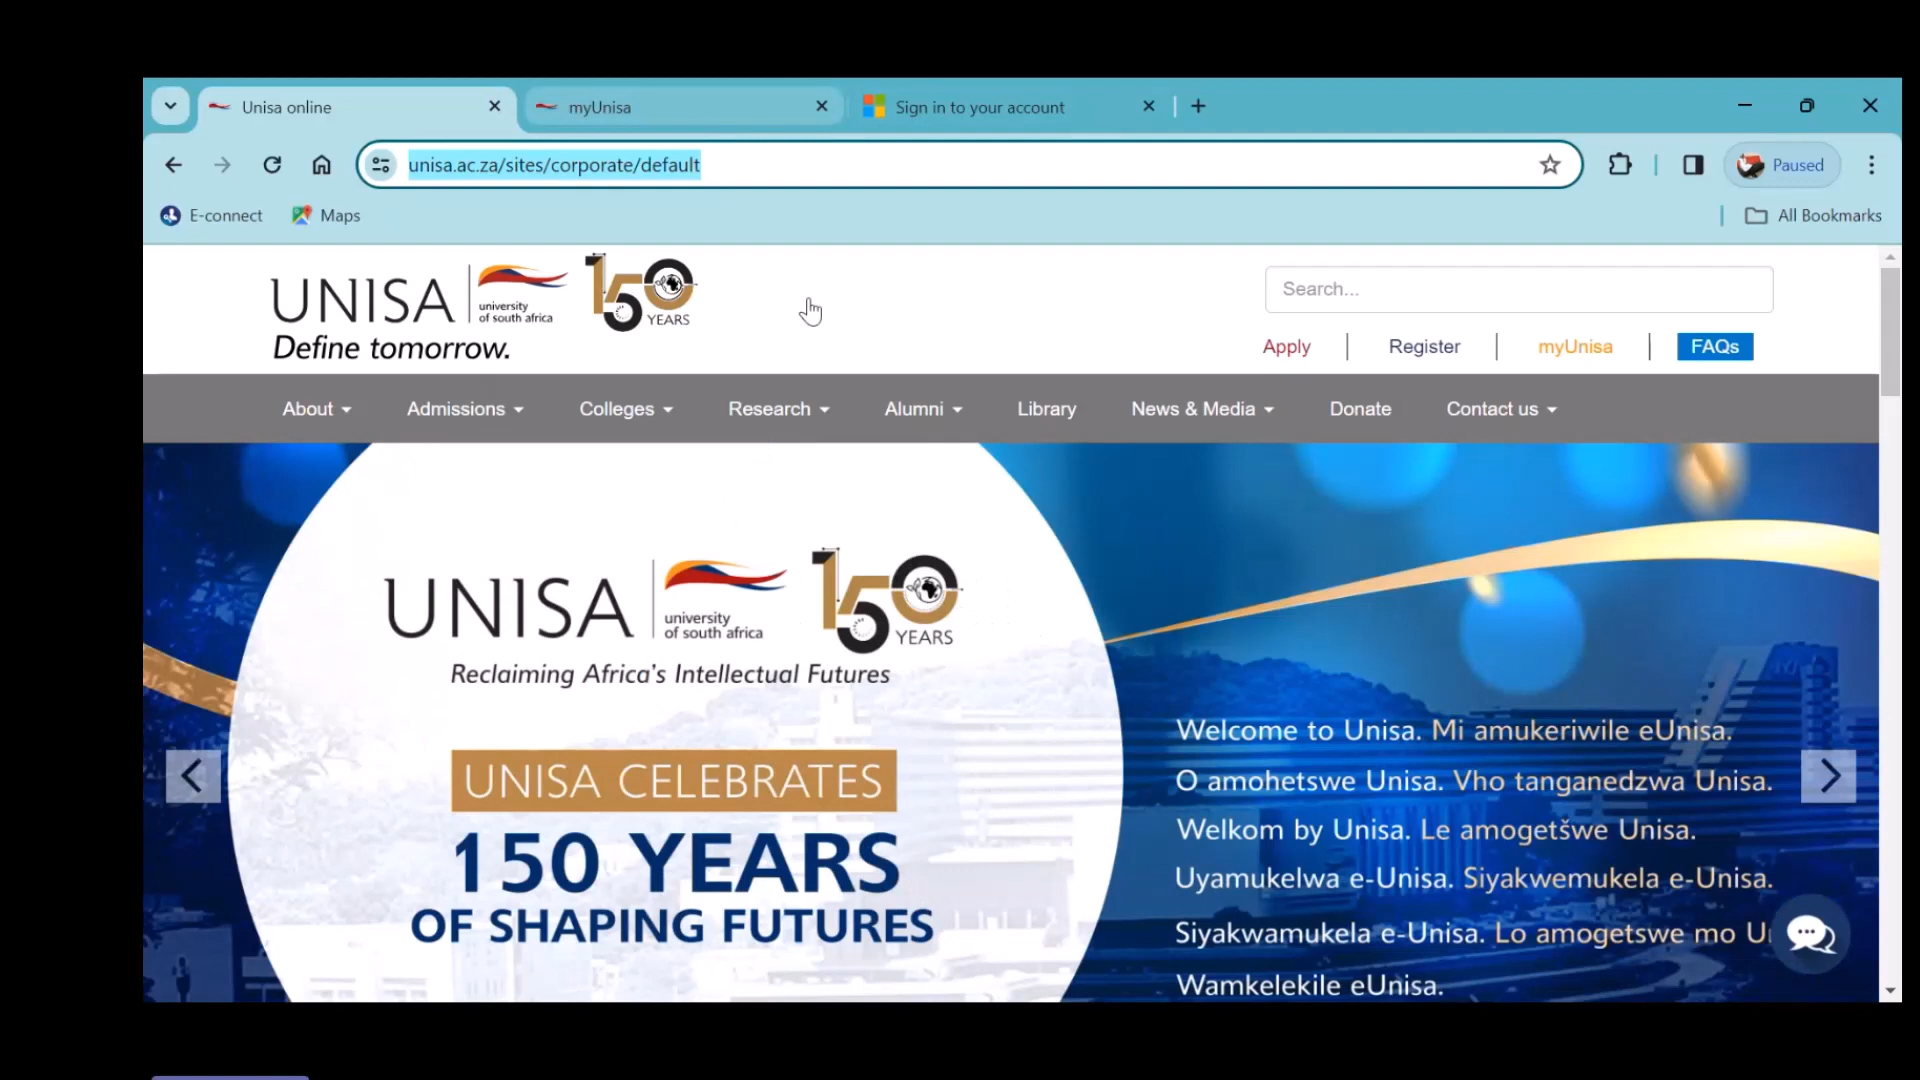 Unisa online
myUnisa
Sign in to your account
unisa.ac.za/sites/corporate/default
Paused
E-connect
Maps
All Bookmarks
UNISA
university
of south africa
150
YEARS
Define tomorrow.
Search...
Apply
Register
myUnisa
FAQs
About
Admissions
Colleges
Research
Alumni
Library
News & Media
Donate
Contact us
UNISA
university
of south africa
150
YEARS
Reclaiming Africa's Intellectual Futures
UNISA CELEBRATES
150 YEARS
OF SHAPING FUTURES
Welcome to Unisa. Mi amukeriwile eUnisa.
O amohetswe Unisa. Vho tanganedzwa Unisa.
Welkom by Unisa. Le amogetšwe Unisa.
Uyamukelwa e-Unisa. Siyakwemukela e-Unisa.
Siyakwamukela e-Unisa. Lo amogetswe mo
Wamkelekile eUnisa.